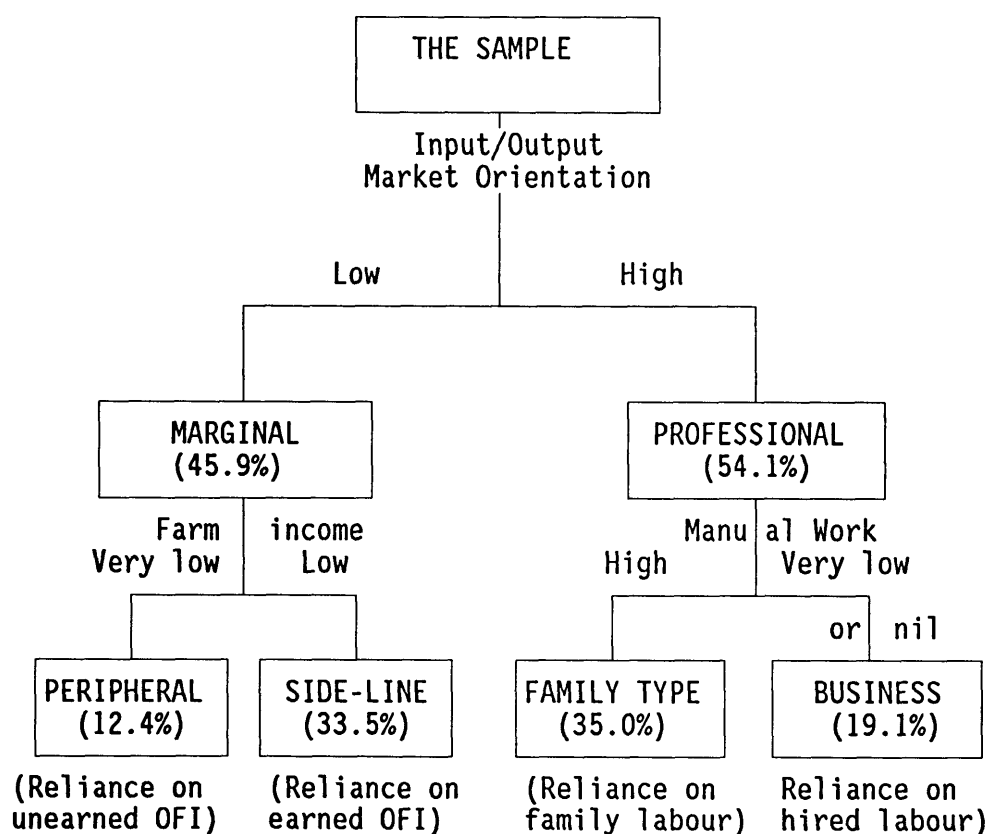 THE SAMPLE
Input/Output
Market Orientation
Low
High
MARGINAL
(45.9%)
PROFESSIONAL
(54.1%)
Farm income
Very low Low
Manual Work
High Very low
or nil
PERIPHERAL
(12.4%)
SIDE-LINE
(33.5%)
FAMILY TYPE
(35.0%)
BUSINESS
(19.1%)
(Reliance on
unearned OFI)
(Reliance on
earned OFI)
(Reliance on
family labour)
Reliance on
hired labour)